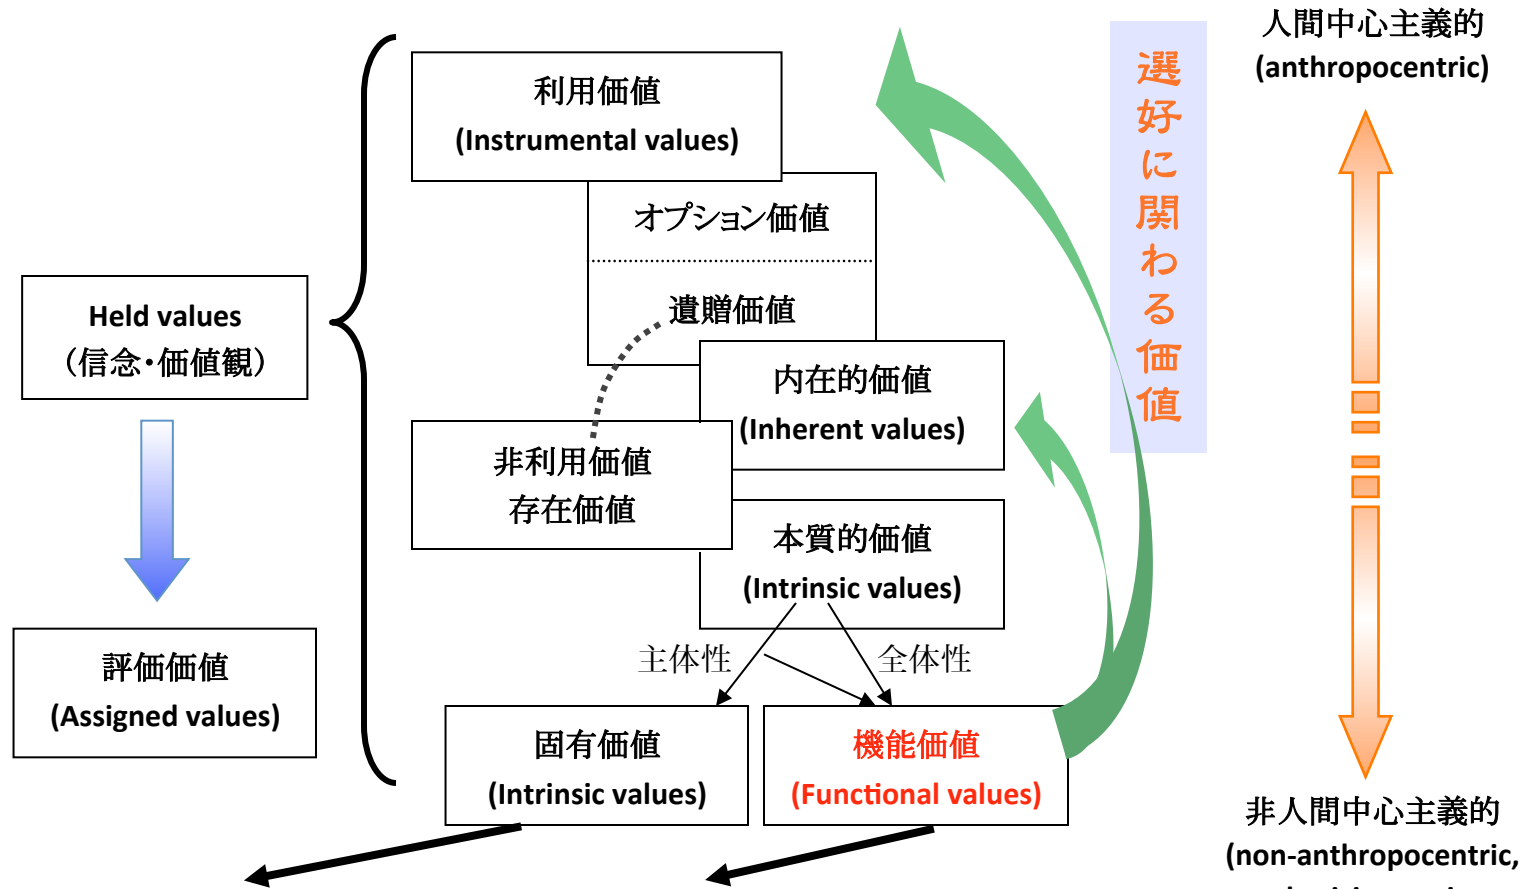 人間中心主義的
(anthropocentric)
選好に関わる価値
利用価値
(Instrumental values)
オプション価値
遺贈価値
Held values
（信念・価値観）
内在的価値
(Inherent values)
非利用価値
存在価値
本質的価値
(Intrinsic values)
主体性
全体性
評価価値
(Assigned values)
固有価値
(Intrinsic values)
機能価値
(Functional values)
非人間中心主義的
(non-anthropocentric,